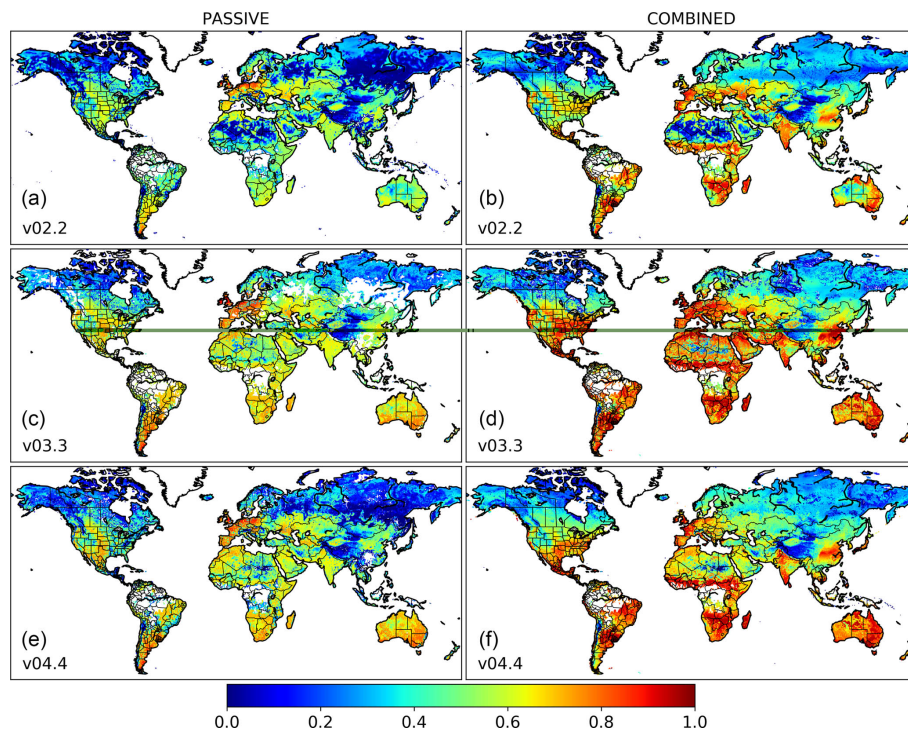 PASSIVE COMBINED
(a) (b)
v02.2 v02.2
(c) (d)
v03.3 v03.3
(e) (f)
v04.4 v04.4
0.0 0.2 0.4 0.6 0.8 1.0